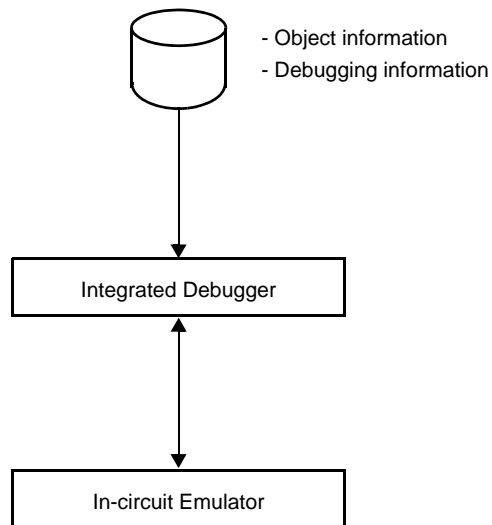 - Object information
- Debugging information
Integrated Debugger
In-circuit Emulator